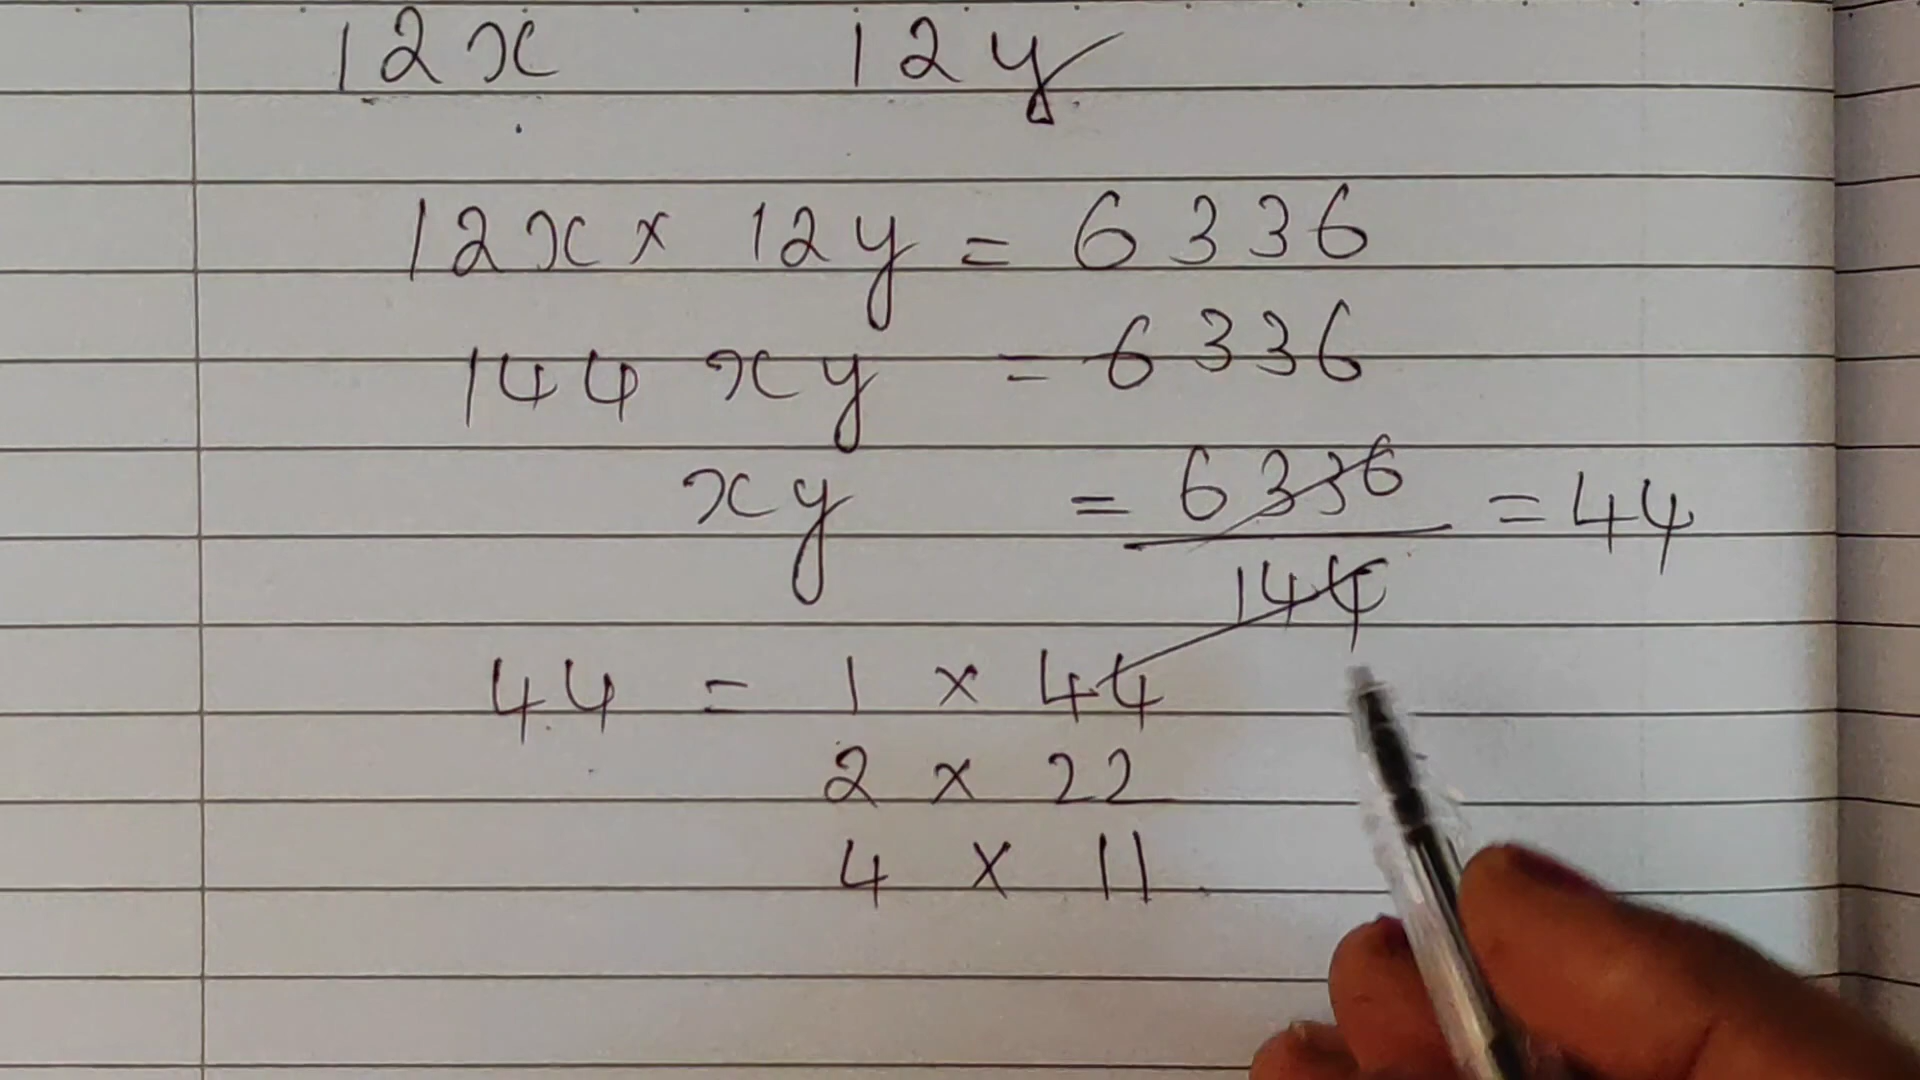 12x 12y
12x × 12y = 6336
144 xy = 6336
xy = 6336/144 = 44
44 = 1 × 44
2 × 22
4 × 11